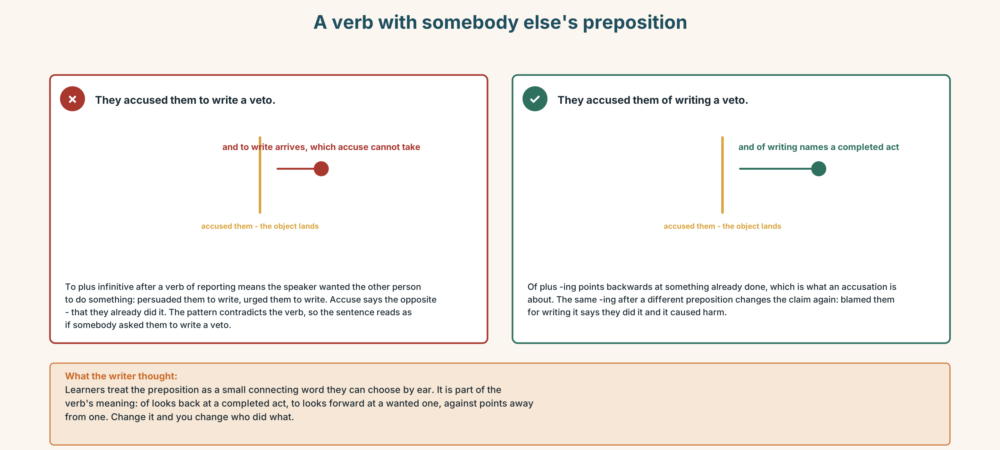 A verb with somebody else's preposition
They accused them to write a veto.
and to write arrives, which accuse cannot take
accused them - the object lands
To plus infinitive after a verb of reporting means the speaker wanted the other person
to do something: persuaded them to write, urged them to write. Accuse says the opposite
- that they already did it. The pattern contradicts the verb, so the sentence reads as
if somebody asked them to write a veto.
They accused them of writing a veto.
and of writing names a completed act
accused them - the object lands
Of plus -ing points backwards at something already done, which is what an accusation is
about. The same -ing after a different preposition changes the claim again: blamed them
for writing it says they did it and it caused harm.
What the writer thought:
Learners treat the preposition as a small connecting word they can choose by ear. It is part of the
verb's meaning: of looks back at a completed act, to looks forward at a wanted one, against points away
from one. Change it and you change who did what.